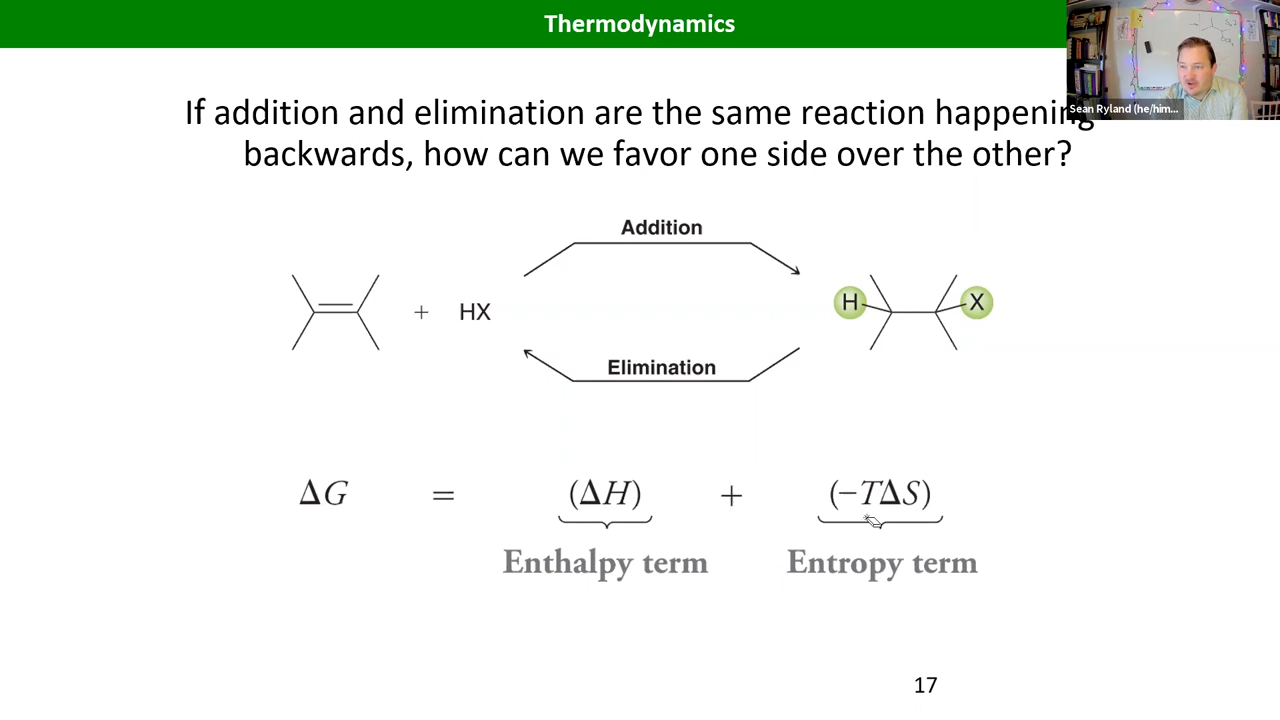 Thermodynamics
Sean Ryland (he/him...
If addition and elimination are the same reaction happening
backwards, how can we favor one side over the other?
Addition
+ HX
H X
Elimination
ΔG = (ΔH) + (−TΔS)
Enthalpy term Entropy term
17